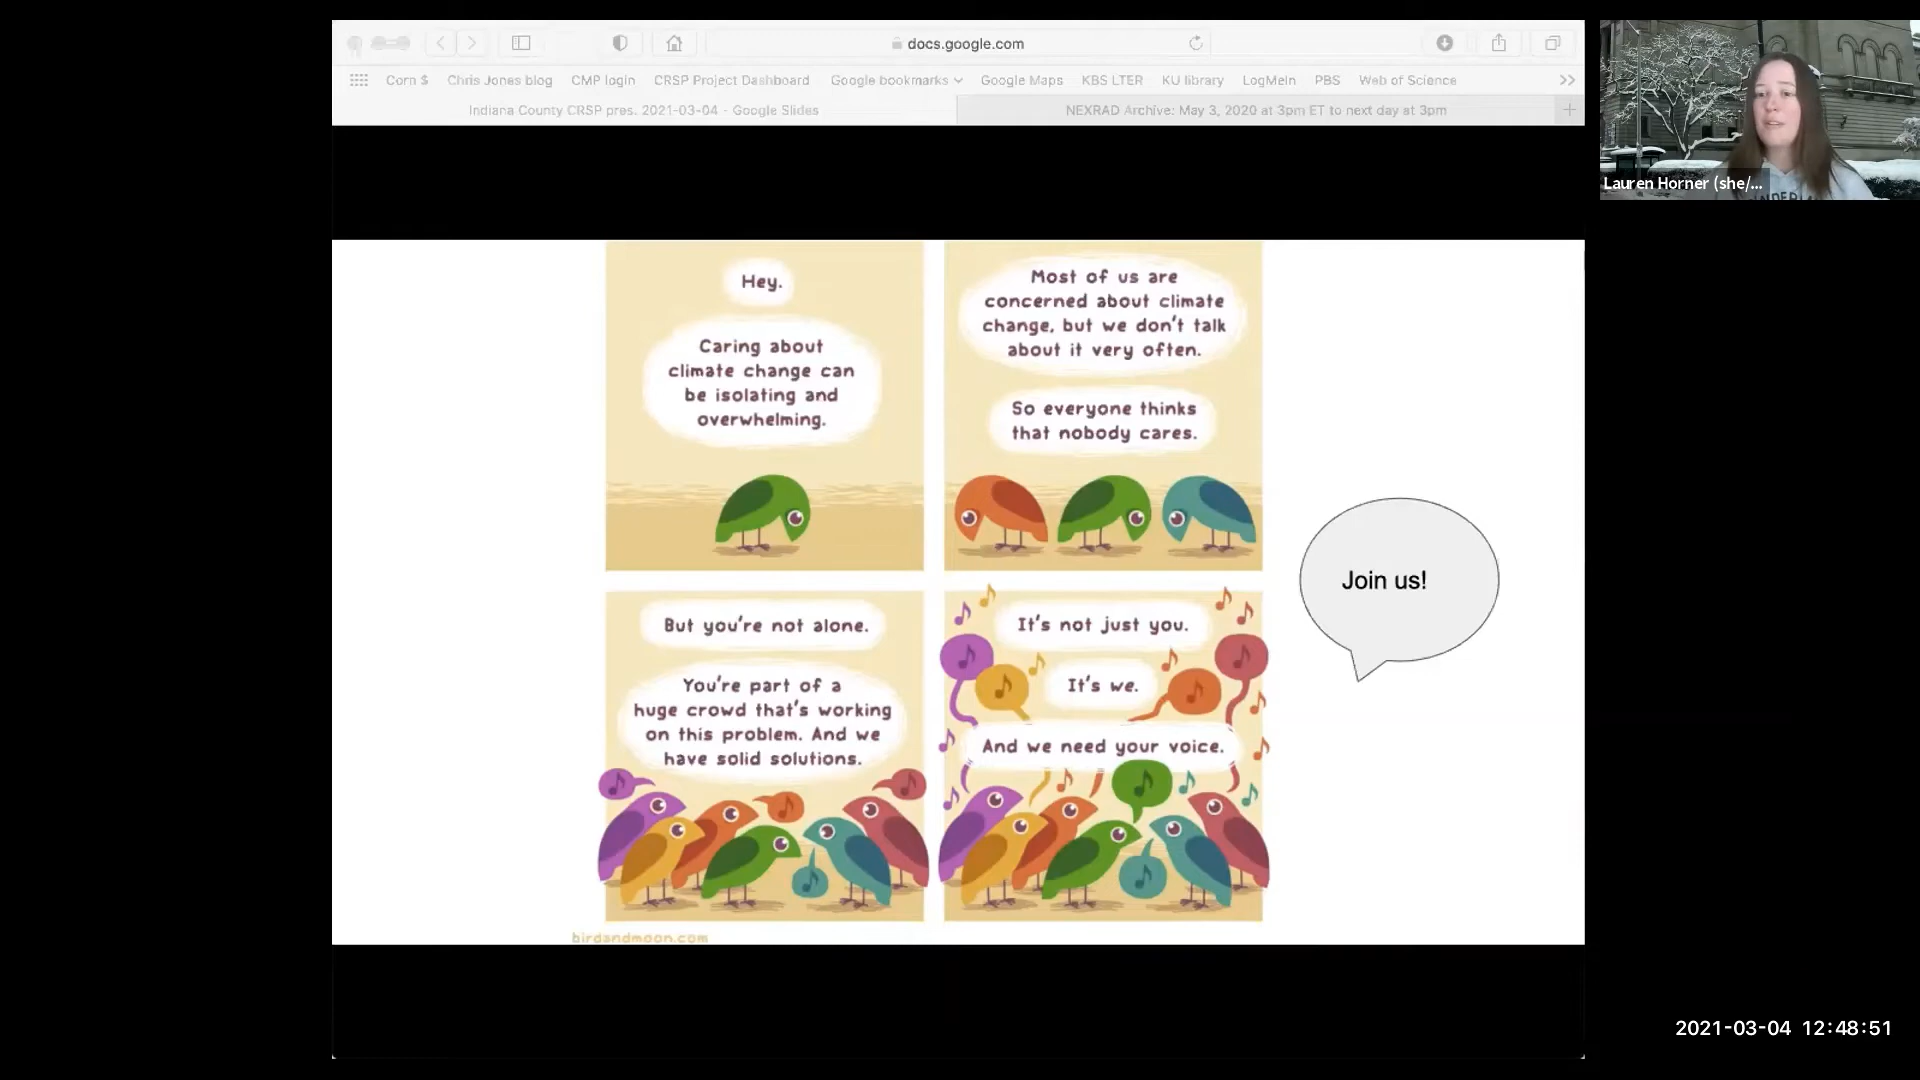 docs.google.com
Corn $ Chris Jones blog CMP login CRSP Project Dashboard Google bookmarks Google Maps KBS LTER KU library LogMeIn PBS Web of Science
Indiana County CRSP pres. 2021-03-04 - Google Slides NEXRAD Archive: May 3, 2020 at 3pm ET to next day at 3pm
Lauren Horner (she/...
Hey.
Caring about
climate change can
be isolating and
overwhelming.
Most of us are
concerned about climate
change, but we don't talk
about it very often.
So everyone thinks
that nobody cares.
But you're not alone.
You're part of a
huge crowd that's working
on this problem. And we
have solid solutions.
It's not just you.
It's we.
And we need your voice.
Join us!
birdsandmoon.com
2021-03-04 12:48:51